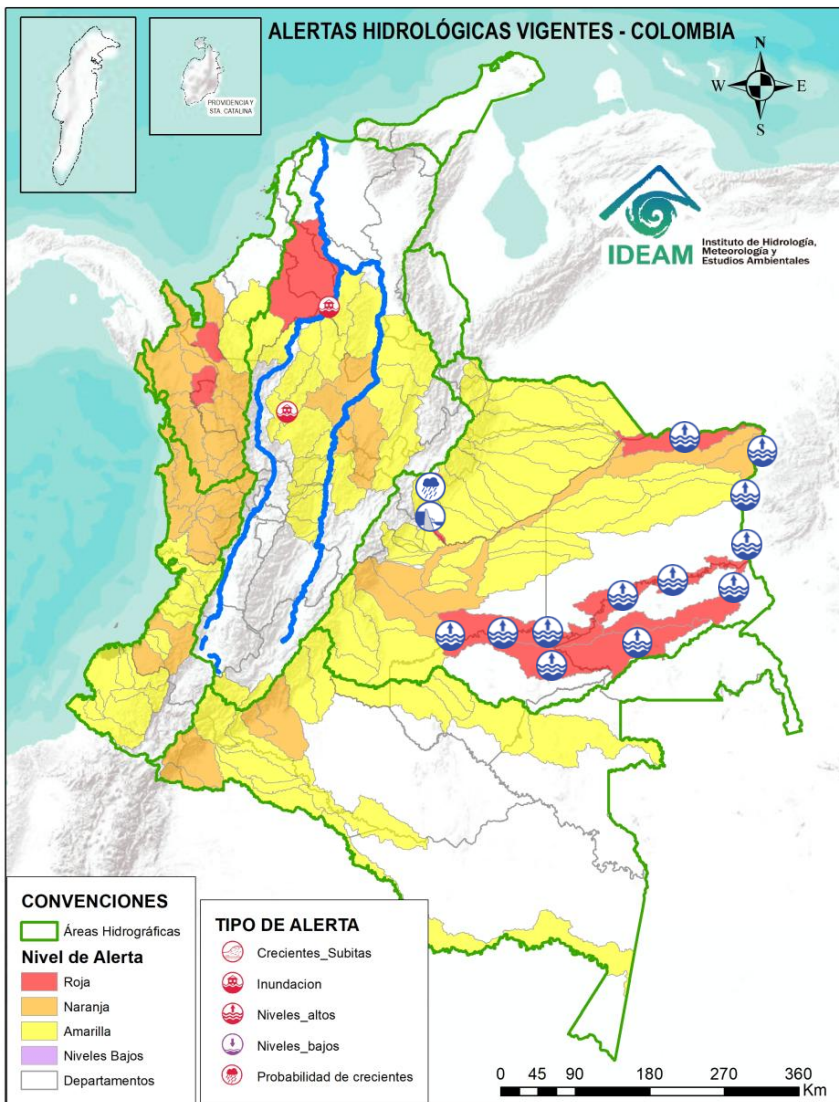 ALERTAS HIDROLÓGICAS VIGENTES - COLOMBIA
PROVIDENCIA Y
STA. CATALINA
N
W
E
S
IDEAM
Instituto de Hidrología,
Meteorología y
Estudios Ambientales
CONVENCIONES
Áreas Hidrográficas
Nivel de Alerta
Roja
Naranja
Amarilla
Niveles Bajos
Departamentos
TIPO DE ALERTA
Crecientes_Subitas
Inundacion
Niveles_altos
Niveles_bajos
Probabilidad de crecientes
0 45 90 180 270 360
Km